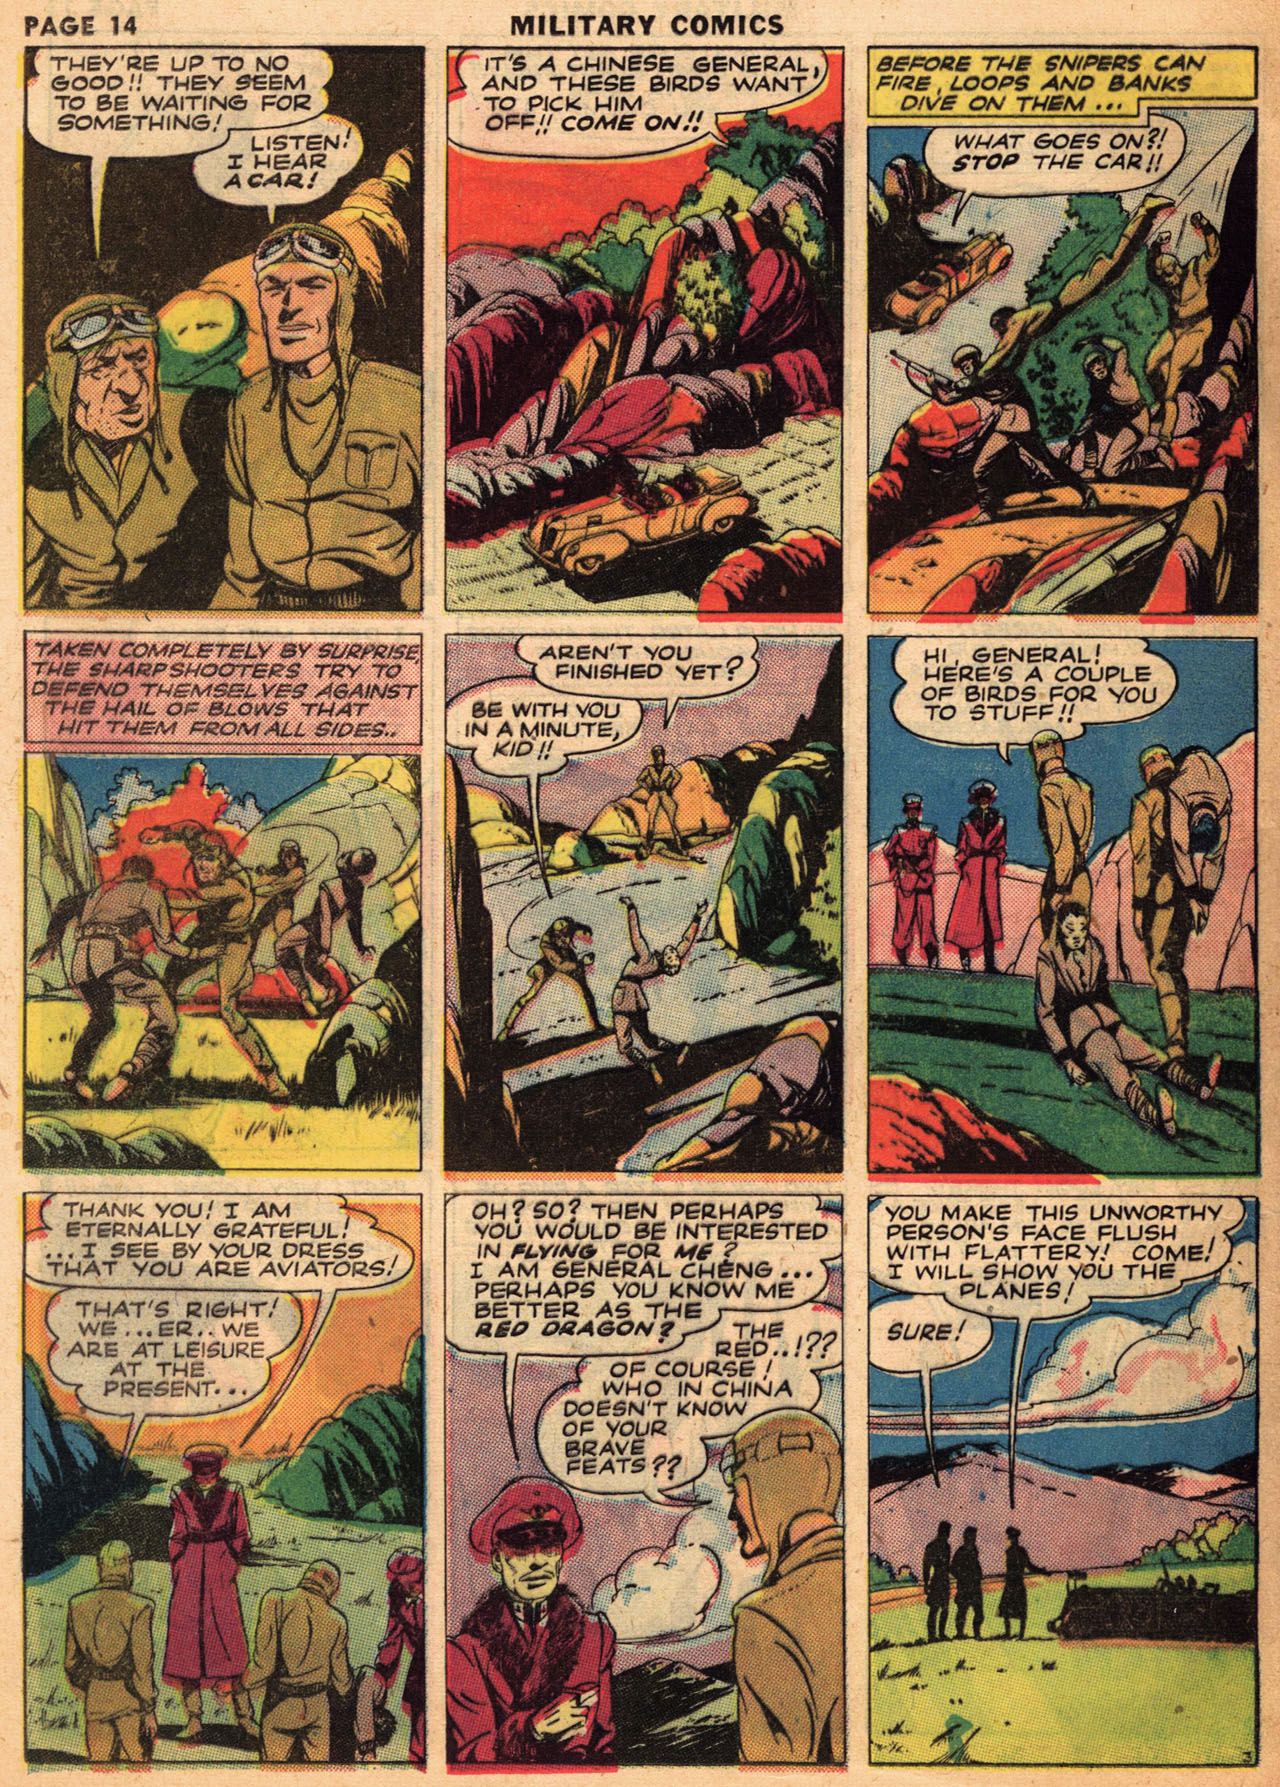 PAGE 14
MILITARY COMICS
THEY'RE UP TO NO
GOOD!! THEY SEEM
TO BE WAITING FOR
SOMETHING!
LISTEN!
I HEAR
A CAR!
IT'S A CHINESE GENERAL,
AND THESE BIRDS WANT
TO PICK HIM
OFF!! COME ON!!
BEFORE THE SNIPERS CAN
FIRE, LOOPS AND BANKS
DIVE ON THEM...
WHAT GOES ON?!
STOP THE CAR!!
TAKEN COMPLETELY BY SURPRISE,
THE SHARPSHOOTERS TRY TO
DEFEND THEMSELVES AGAINST
THE HAIL OF BLOWS THAT
HIT THEM FROM ALL SIDES..
AREN'T YOU
FINISHED YET?
BE WITH YOU
IN A MINUTE,
KID!!
HI, GENERAL!
HERE'S A COUPLE
OF BIRDS FOR YOU
TO STUFF!!
THANK YOU! I AM
ETERNALLY GRATEFUL!
...I SEE BY YOUR DRESS
THAT YOU ARE AVIATORS!
THAT'S RIGHT!
WE...ER..WE
ARE AT LEISURE
AT THE
PRESENT...
OH? SO? THEN PERHAPS
YOU WOULD BE INTERESTED
IN FLYING FOR ME?
I AM GENERAL CHENG...
PERHAPS YOU KNOW ME
BETTER AS THE
RED DRAGON?
THE
RED..!??
OF COURSE!
WHO IN CHINA
DOESN'T KNOW
OF YOUR
BRAVE
FEATS??
YOU MAKE THIS UNWORTHY
PERSON'S FACE FLUSH
WITH FLATTERY! COME!
I WILL SHOW YOU THE
PLANES!
SURE!
3